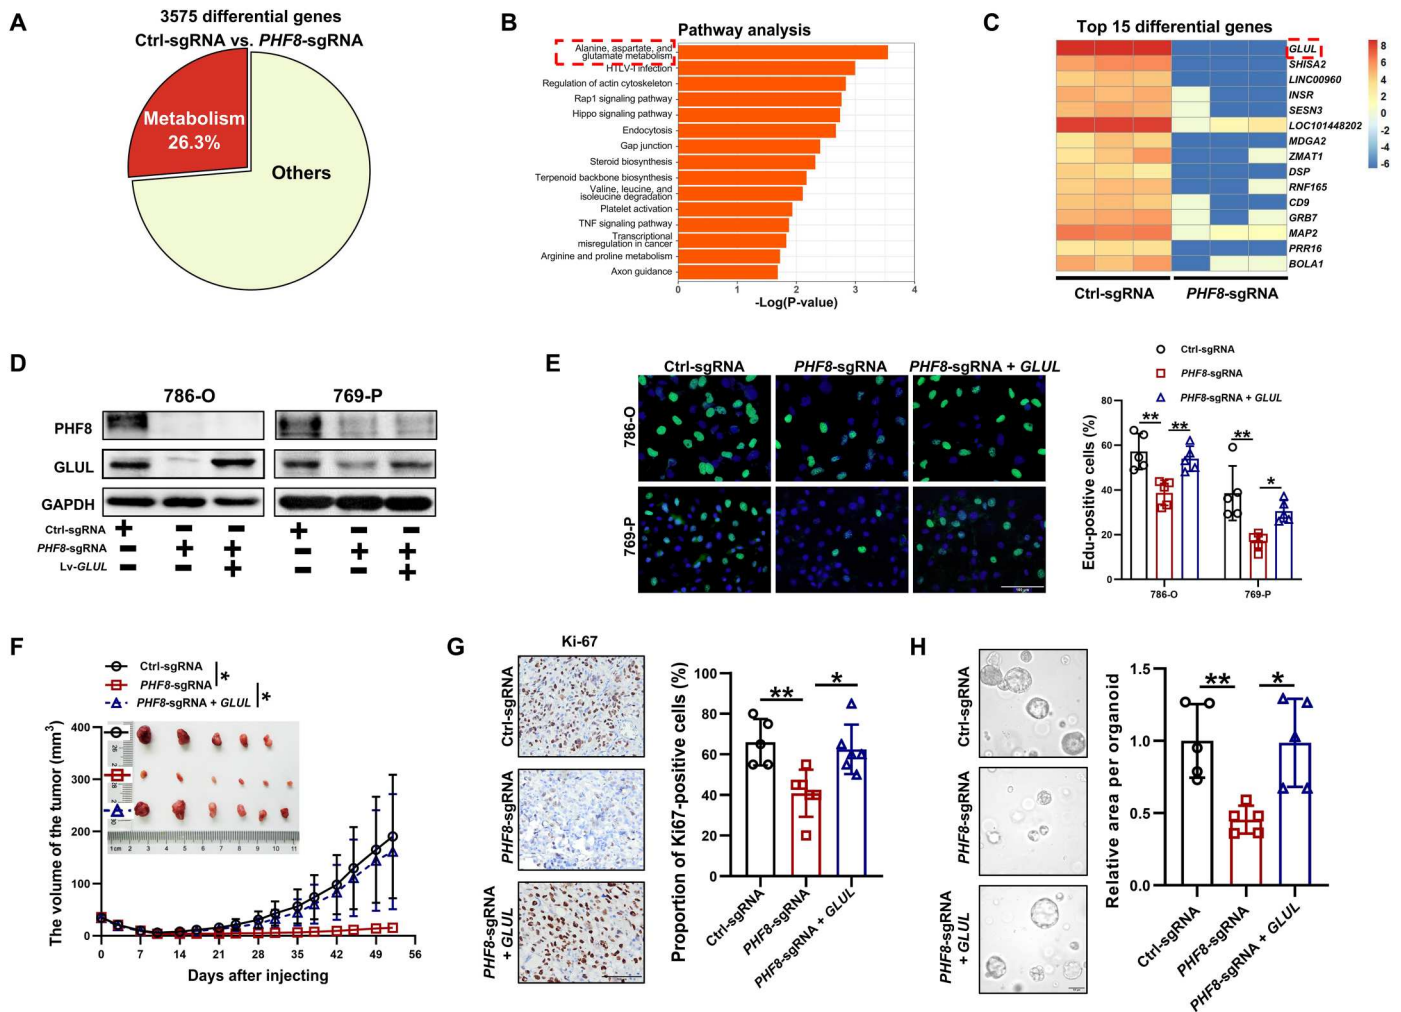 A
3575 differential genes
Ctrl-sgRNA vs. PHF8-sgRNA
Metabolism
26.3%
Others
B
Pathway analysis
Alanine, aspartate, and
glutamate metabolism
HTLV-I infection
Regulation of actin cytoskeleton
Rap1 signaling pathway
Hippo signaling pathway
Endocytosis
Gap junction
Steroid biosynthesis
Terpenoid backbone biosynthesis
Valine, leucine, and
isoleucine degradation
Platelet activation
TNF signaling pathway
Transcriptional
misregulation in cancer
Arginine and proline metabolism
Axon guidance
0 1 2 3 4
-Log(P-value)
C
Top 15 differential genes
GLUL
SHISA2
LINC00960
INSR
SESN3
LOC101448202
MDGA2
ZMAT1
DSP
RNF165
CD9
GRB7
MAP2
PRR16
BOLA1
8
6
4
2
0
-2
-4
-6
Ctrl-sgRNA PHF8-sgRNA
D
786-O 769-P
PHF8
GLUL
GAPDH
Ctrl-sgRNA + - - + - -
PHF8-sgRNA - + + - + +
Lv-GLUL - - + - - +
E
Ctrl-sgRNA PHF8-sgRNA PHF8-sgRNA + GLUL
786-O
769-P
Ctrl-sgRNA
PHF8-sgRNA
PHF8-sgRNA + GLUL
Edu-positive cells (%)
80
60
40
20
0
** ** ** *
786-O 769-P
F
Ctrl-sgRNA
PHF8-sgRNA
PHF8-sgRNA + GLUL
* *
The volume of the tumor (mm3)
400
300
200
100
0
1cm 2 3 4 5 6 7 8 9 10 11
0 7 14 21 28 35 42 49 56
Days after injecting
G
Ki-67
Ctrl-sgRNA
PHF8-sgRNA
PHF8-sgRNA
+ GLUL
Proportion of Ki67-positive cells (%)
100
80
60
40
20
0
** *
Ctrl-sgRNA
PHF8-sgRNA
PHF8-sgRNA + GLUL
H
Ctrl-sgRNA
PHF8-sgRNA
PHF8-sgRNA
+ GLUL
Relative area per organoid
1.5
1.0
0.5
0.0
** *
Ctrl-sgRNA
PHF8-sgRNA
PHF8-sgRNA + GLUL